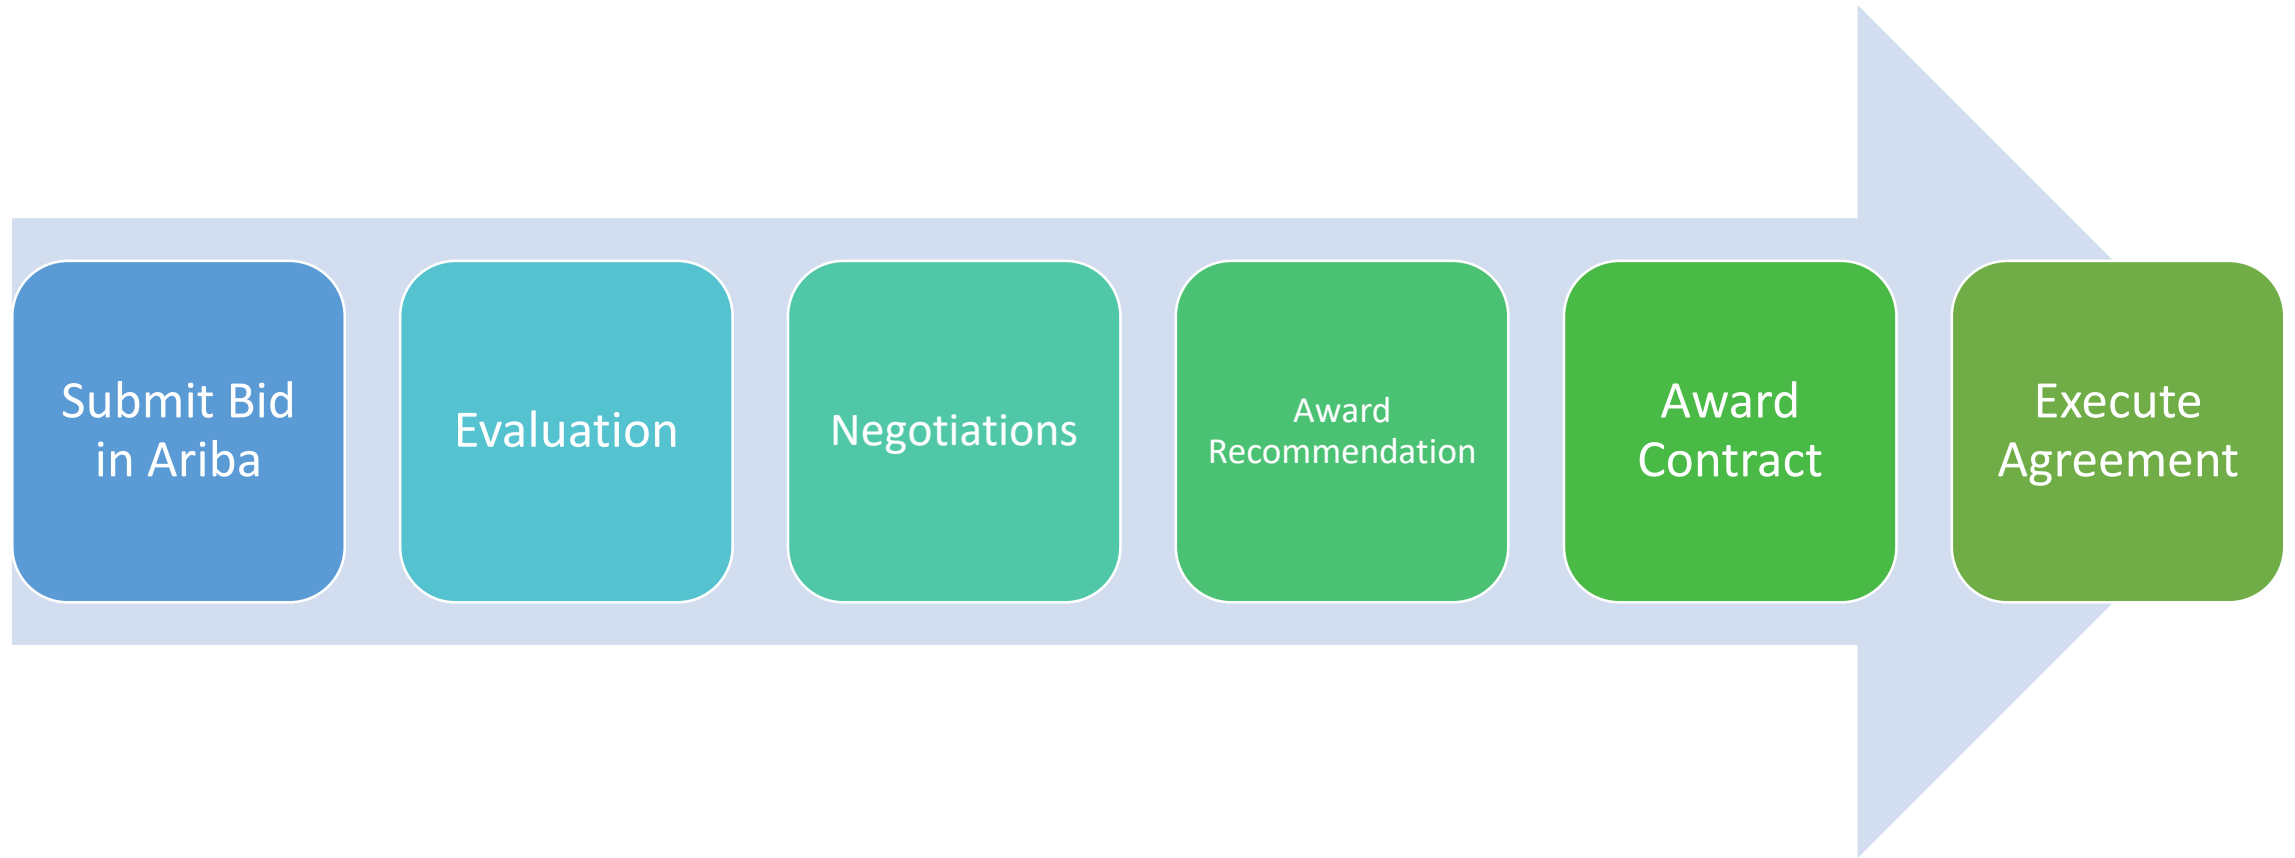 Submit Bid
in Ariba
Evaluation
Negotiations
Award
Recommendation
Award
Contract
Execute
Agreement